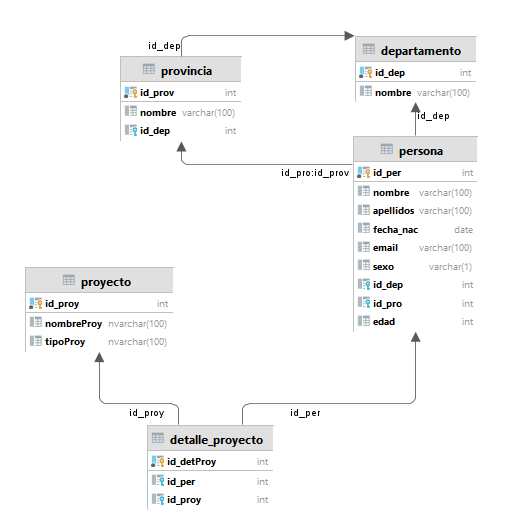 id_dep
departamento
id_dep int
nombre varchar(100)
provincia
id_prov int
nombre varchar(100)
id_dep int
id_dep
persona
id_pro:id_prov
id_per int
nombre varchar(100)
apellidos varchar(100)
fecha_nac date
email varchar(100)
sexo varchar(1)
id_dep int
id_pro int
edad int
proyecto
id_proy int
nombreProy nvarchar(100)
tipoProy nvarchar(100)
id_proy
id_per
detalle_proyecto
id_detProy int
id_per int
id_proy int